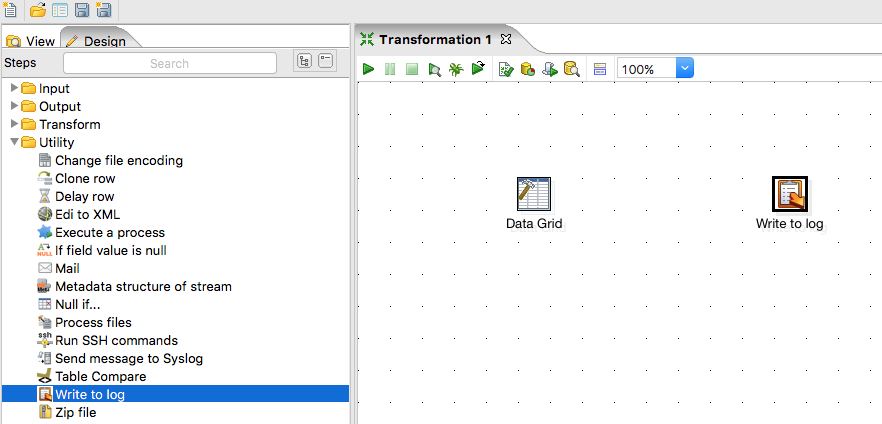 View
Design
Transformation 1
Steps
Search
100%
Input
Output
Transform
Utility
Change file encoding
Clone row
Delay row
Edi to XML
Execute a process
If field value is null
Mail
Metadata structure of stream
Null if...
Process files
Run SSH commands
Send message to Syslog
Table Compare
Write to log
Zip file
Data Grid
Write to log